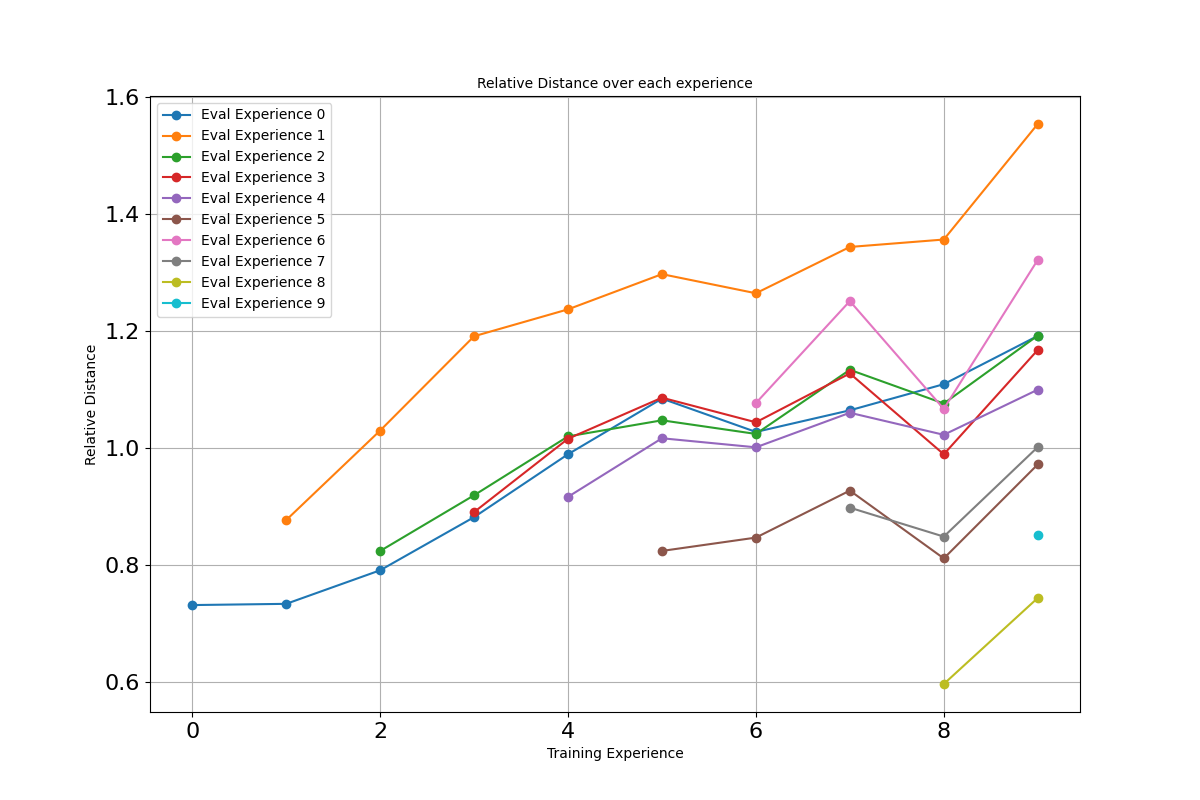 Relative Distance over each experience
1.6
1.4
1.2
1.0
0.8
0.6
Relative Distance
Eval Experience 0
Eval Experience 1
Eval Experience 2
Eval Experience 3
Eval Experience 4
Eval Experience 5
Eval Experience 6
Eval Experience 7
Eval Experience 8
Eval Experience 9
0 2 4 6 8
Training Experience